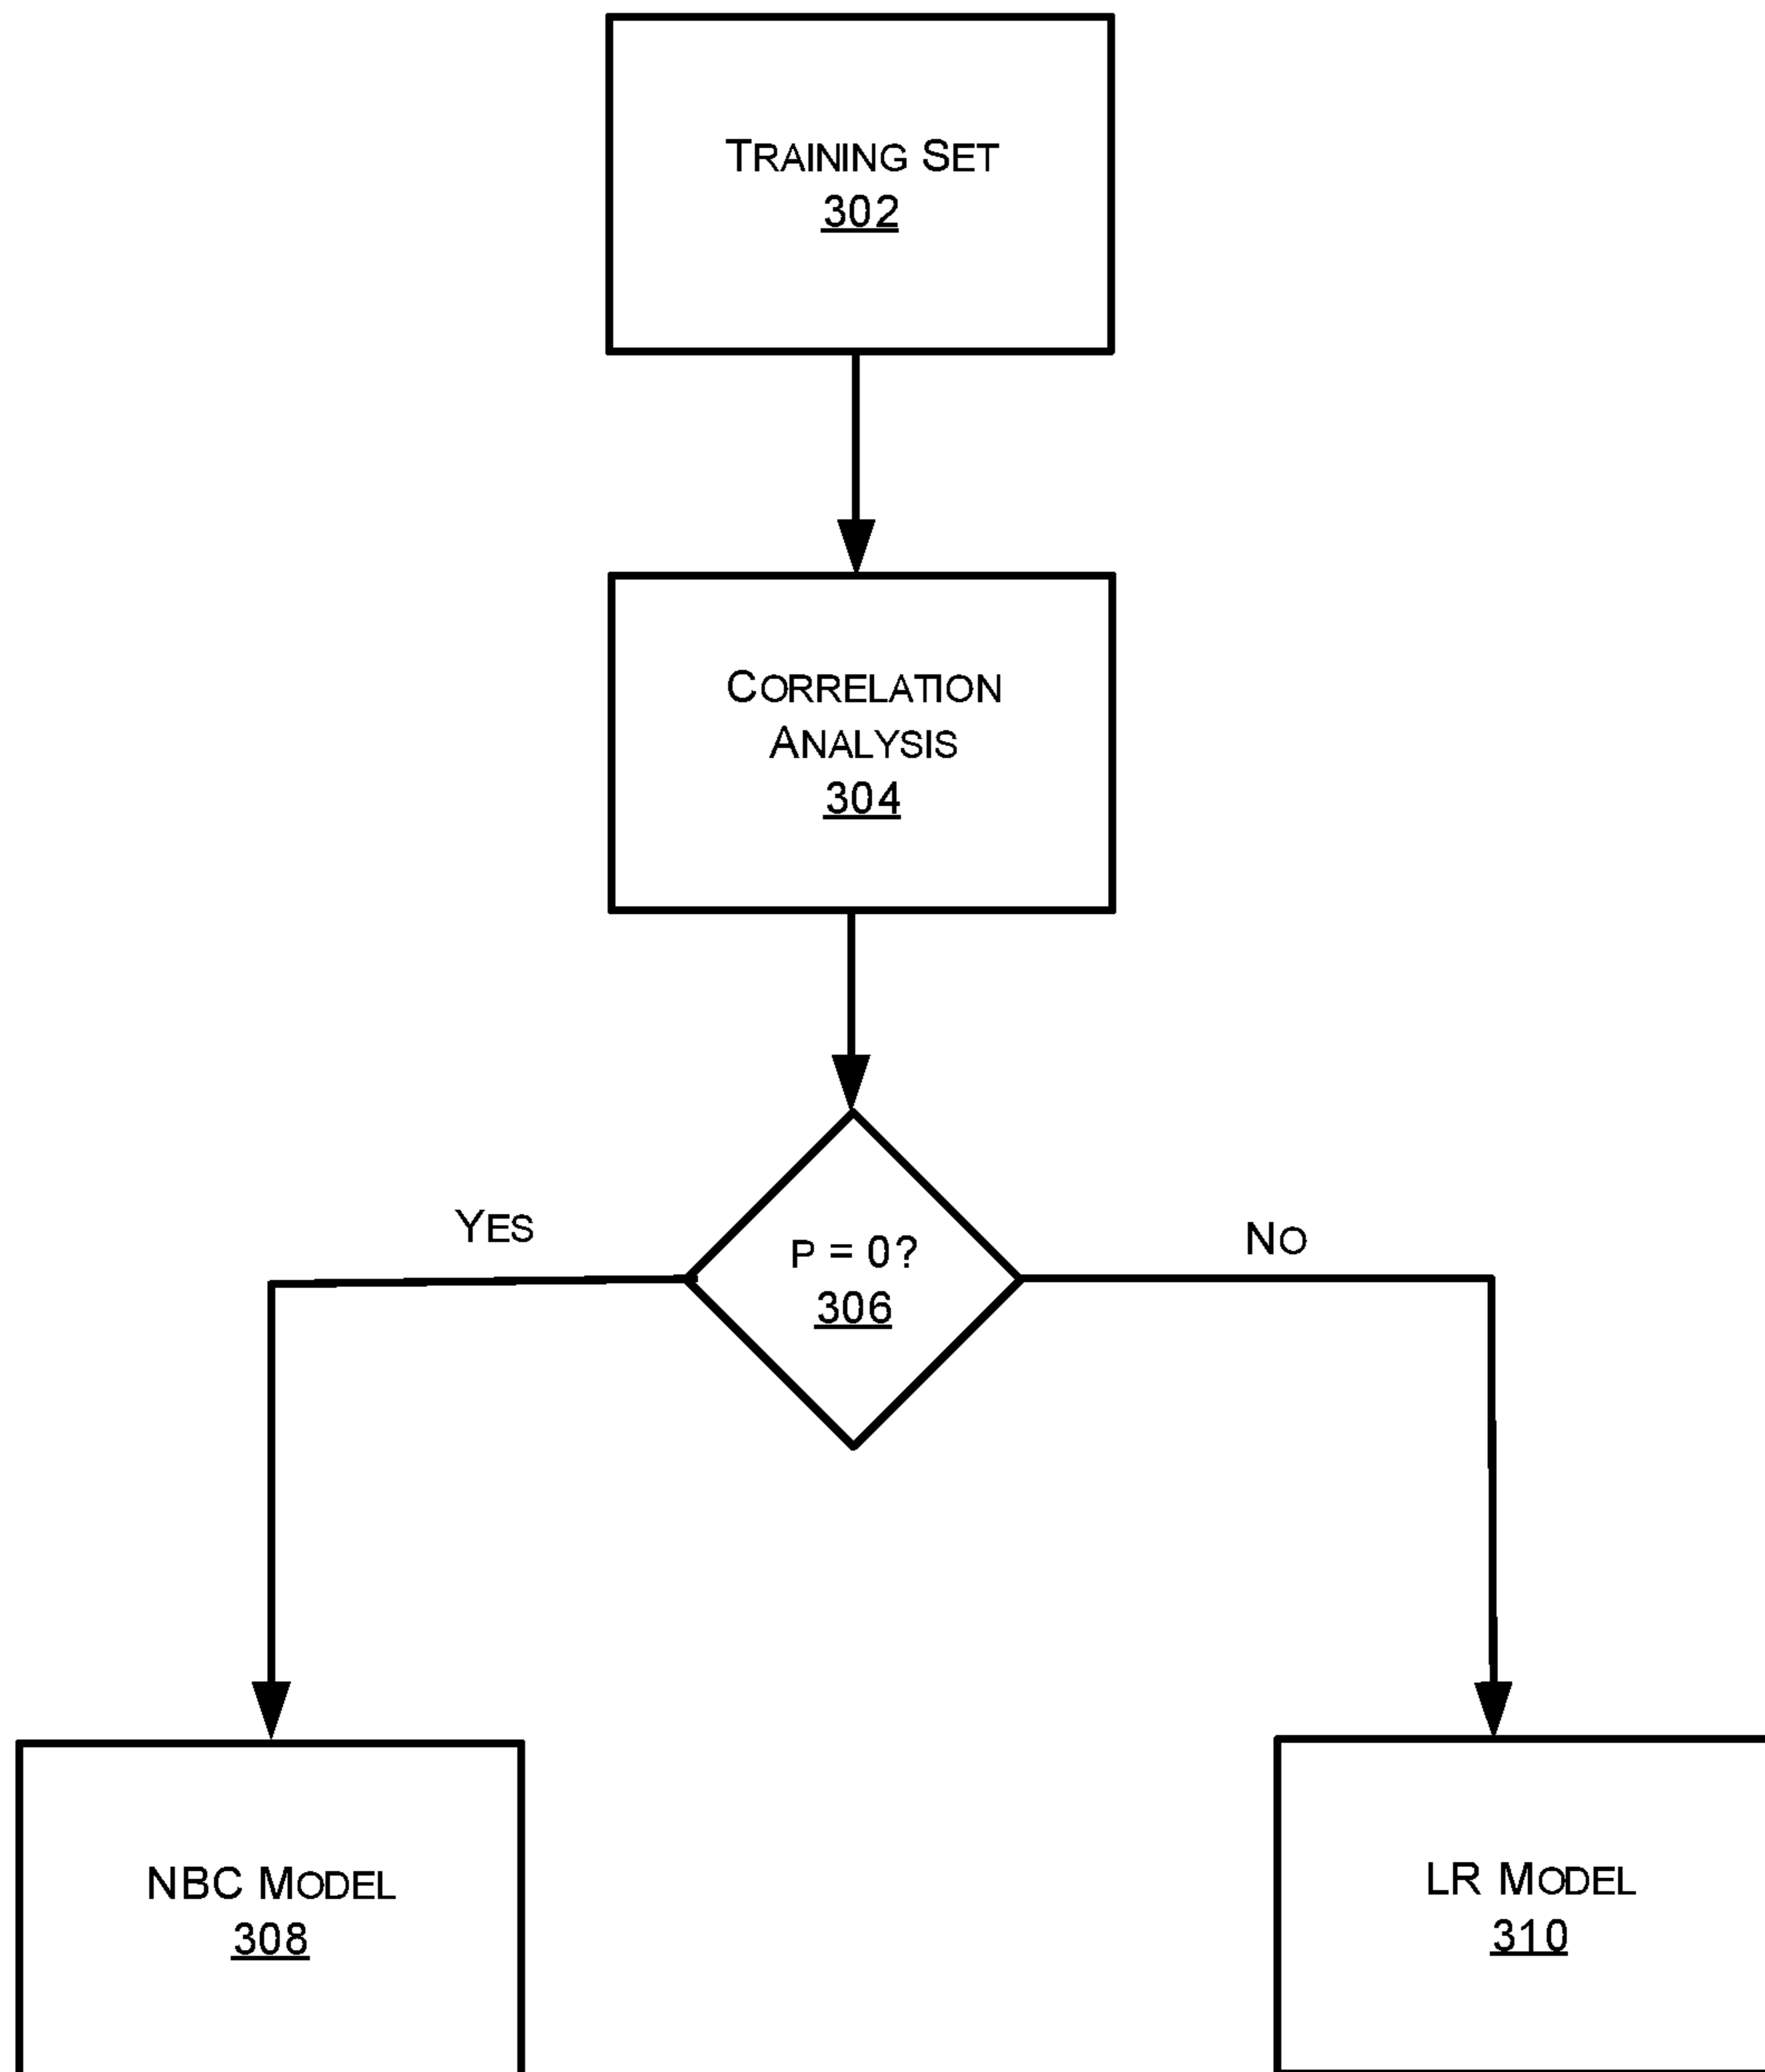 TRAINING SET
302
CORRELATION
ANALYSIS
304
YES
P = 0?
306
NO
NBC MODEL
308
LR MODEL
310